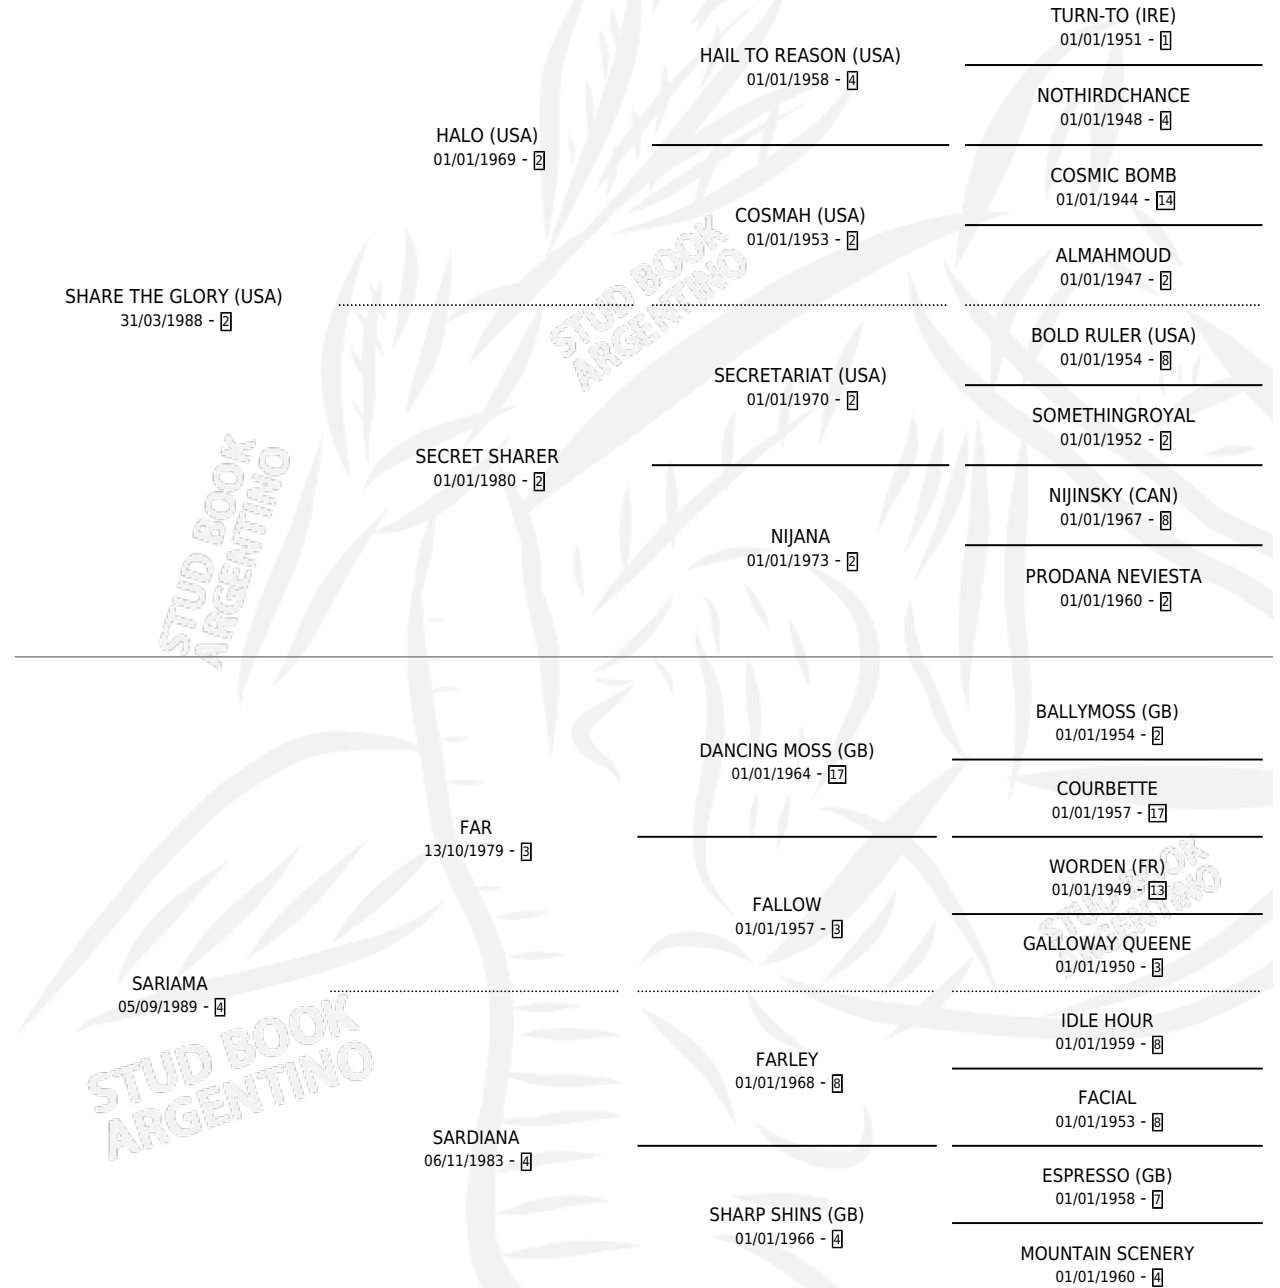 TURN-TO (IRE)
01/01/1951 - 1
HAIL TO REASON (USA)
01/01/1958 - 4
NOTHIRDCHANCE
01/01/1948 - 4
HALO (USA)
01/01/1969 - 2
COSMIC BOMB
01/01/1944 - 14
COSMAH (USA)
01/01/1953 - 2
ALMAHMOUD
01/01/1947 - 2
SHARE THE GLORY (USA)
31/03/1988 - 2
BOLD RULER (USA)
01/01/1954 - 8
SECRETARIAT (USA)
01/01/1970 - 2
SOMETHINGROYAL
01/01/1952 - 2
SECRET SHARER
01/01/1980 - 2
NIJINSKY (CAN)
01/01/1967 - 8
NIJANA
01/01/1973 - 2
PRODANA NEVIESTA
01/01/1960 - 2
BALLYMOSS (GB)
01/01/1954 - 2
DANCING MOSS (GB)
01/01/1964 - 17
COURBETTE
01/01/1957 - 17
FAR
13/10/1979 - 3
WORDEN (FR)
01/01/1949 - 13
FALLOW
01/01/1957 - 3
GALLOWAY QUEENE
01/01/1950 - 3
SARIAMA
05/09/1989 - 4
IDLE HOUR
01/01/1959 - 8
FARLEY
01/01/1968 - 8
FACIAL
01/01/1953 - 8
SARDIANA
06/11/1983 - 4
ESPRESSO (GB)
01/01/1958 - 7
SHARP SHINS (GB)
01/01/1966 - 4
MOUNTAIN SCENERY
01/01/1960 - 4
STUD BOOK
ARGENTINO
STUD BOOK
ARGENTINO
STUD BOOK
ARGENTINO
STUD BOOK
ARGENTINO